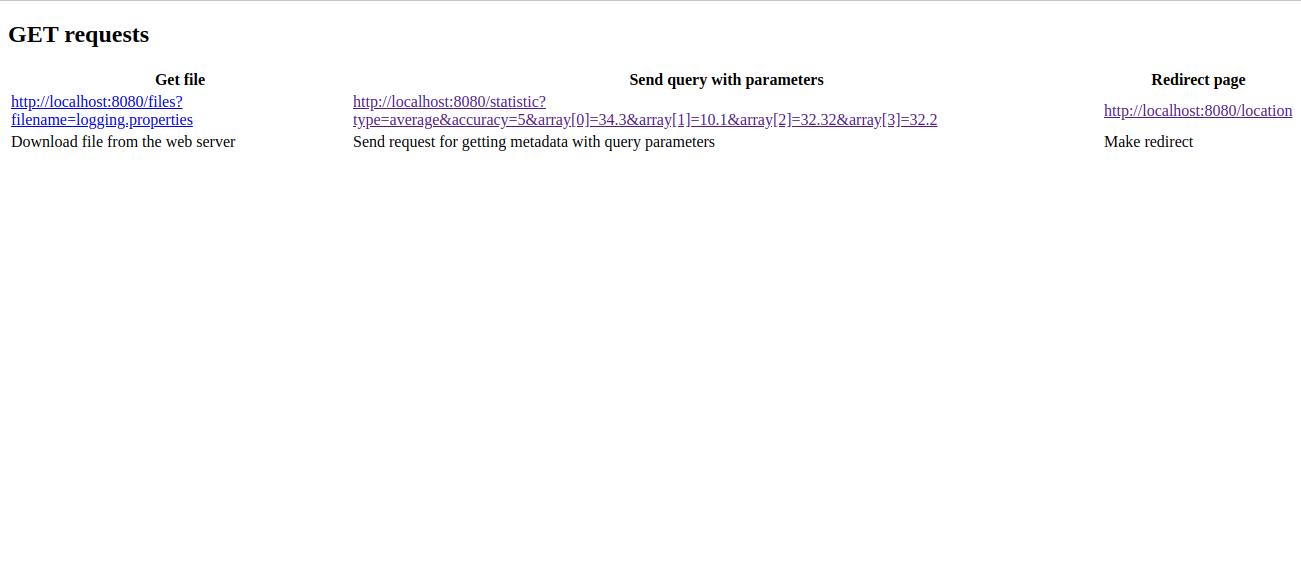 GET requests
Get file Send query with parameters Redirect page
http://localhost:8080/files?
filename=logging.properties
http://localhost:8080/statistic?
type=average&accuracy=5&array[0]=34.3&array[1]=10.1&array[2]=32.32&array[3]=32.2
http://localhost:8080/location
Download file from the web server Send request for getting metadata with query parameters Make redirect